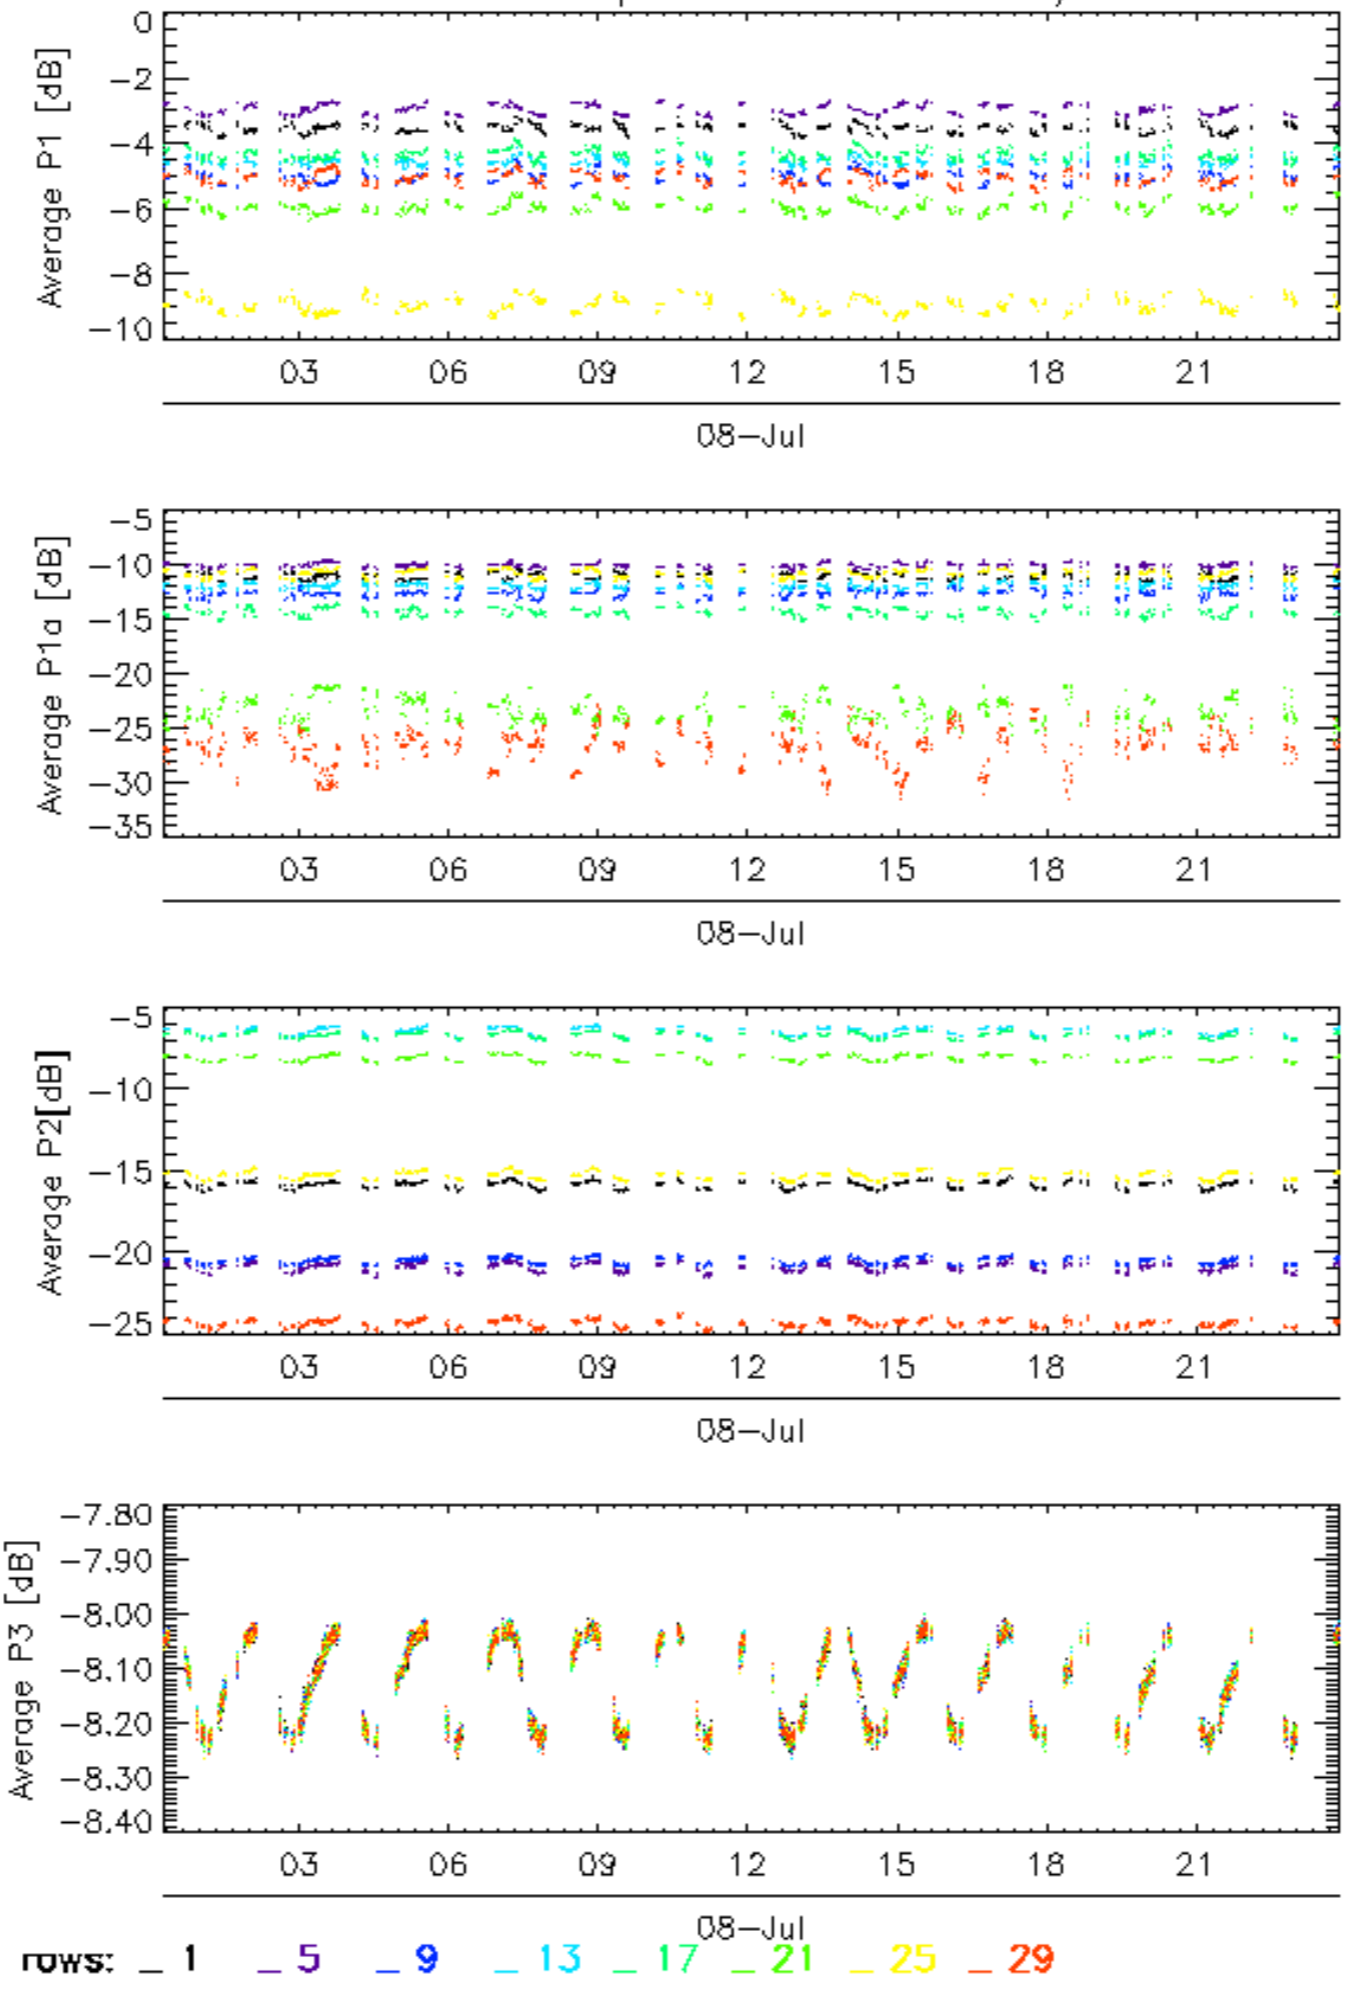 0
−2
−4
−6
−8
−10
Average P1 [dB]
03 06 09 12 15 18 21
08−Jul
−5
−10
−15
−20
−25
−30
−35
Average P1a [dB]
03 06 09 12 15 18 21
08−Jul
−5
−10
−15
−20
−25
Average P2[dB]
03 06 09 12 15 18 21
08−Jul
−7.80
−7.90
−8.00
−8.10
−8.20
−8.30
−8.40
Average P3 [dB]
03 06 09 12 15 18 21
08−Jul
rows: _ 1 _ 5 _ 9 _ 13 _ 17 _ 21 _ 25 _ 29